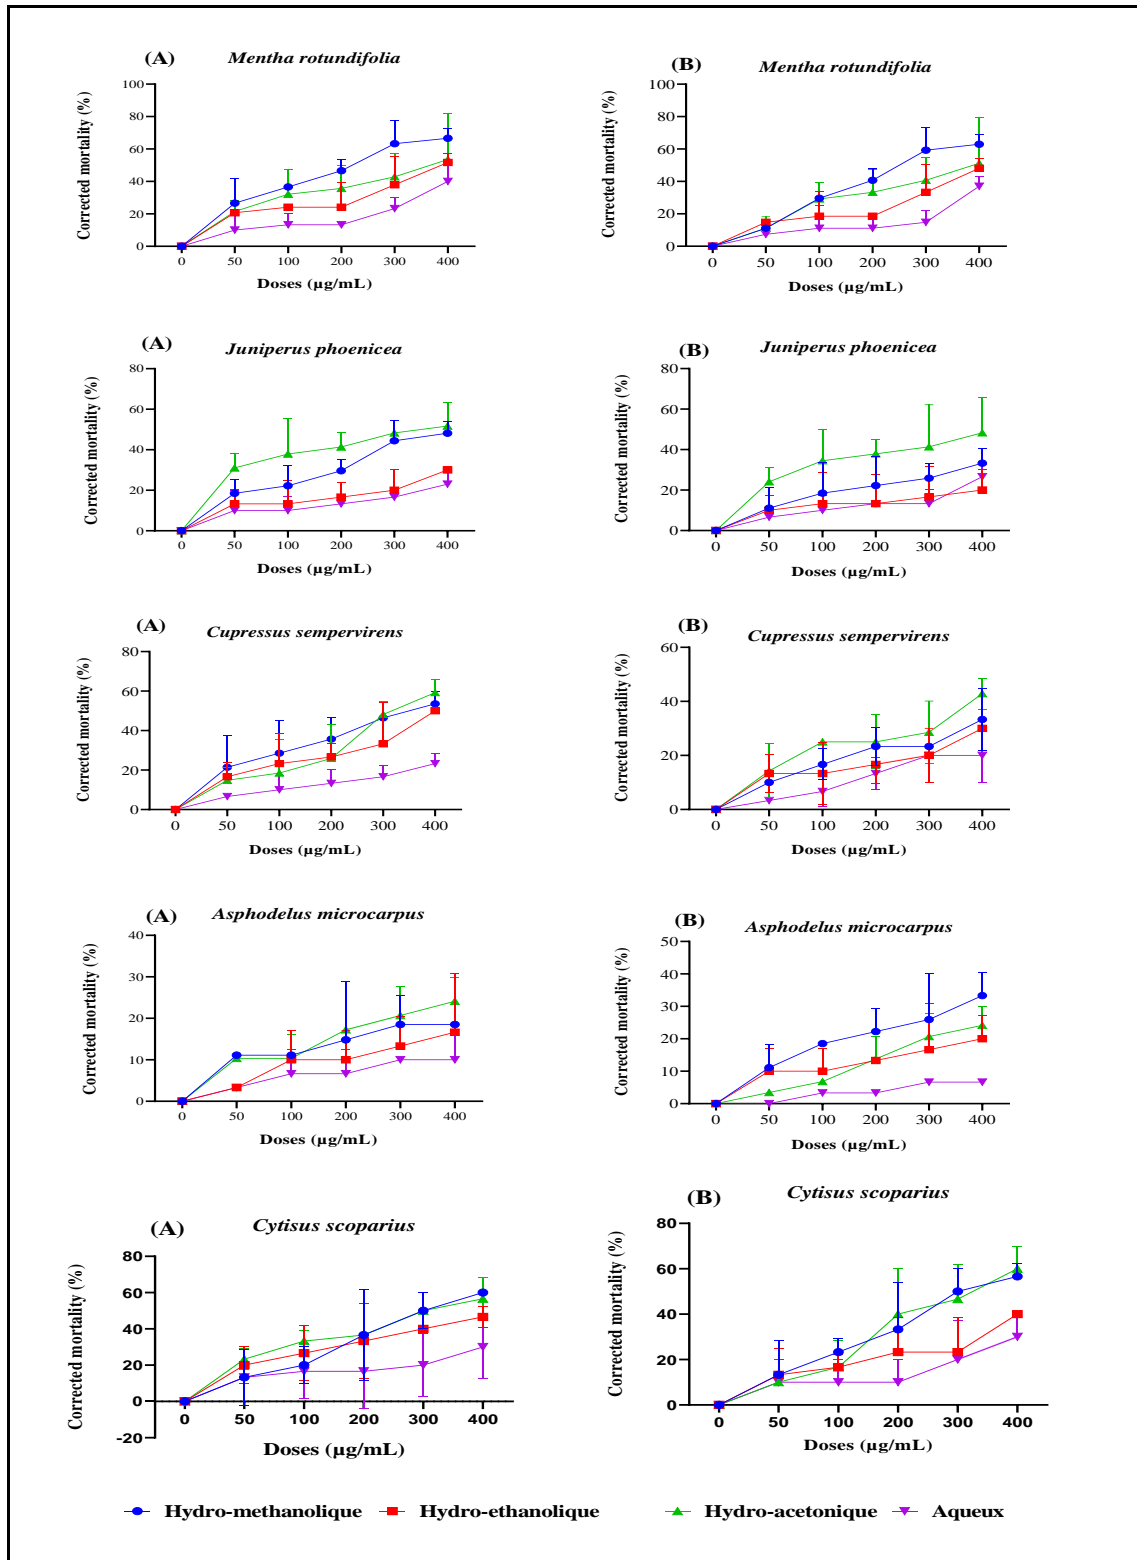 (A) Mentha rotundifolia
Corrected mortality (%)
100
80
60
40
20
0
0 50 100 200 300 400
Doses (µg/mL)
(B) Mentha rotundifolia
Corrected mortality (%)
100
80
60
40
20
0
0 50 100 200 300 400
Doses (µg/mL)
(A) Juniperus phoenicea
Corrected mortality (%)
80
60
40
20
0
0 50 100 200 300 400
Doses (µg/mL)
(B) Juniperus phoenicea
Corrected mortality (%)
80
60
40
20
0
0 50 100 200 300 400
Doses (µg/mL)
(A) Cupressus sempervirens
Corrected mortality (%)
80
60
40
20
0
0 50 100 200 300 400
Doses (µg/mL)
(B) Cupressus sempervirens
Corrected mortality (%)
60
40
20
0
0 50 100 200 300 400
Doses (µg/mL)
(A) Asphodelus microcarpus
Corrected mortality (%)
40
30
20
10
0
0 50 100 200 300 400
Doses (µg/mL)
(B) Asphodelus microcarpus
Corrected mortality (%)
50
40
30
20
10
0
0 50 100 200 300 400
Doses (µg/mL)
(A) Cytisus scoparius
Corrected mortality (%)
80
60
40
20
0
-20
0 50 100 200 300 400
Doses (µg/mL)
(B) Cytisus scoparius
Corrected mortality (%)
80
60
40
20
0
0 50 100 200 300 400
Doses (µg/mL)
Hydro-methanolique Hydro-ethanolique Hydro-acetonique Aqueux